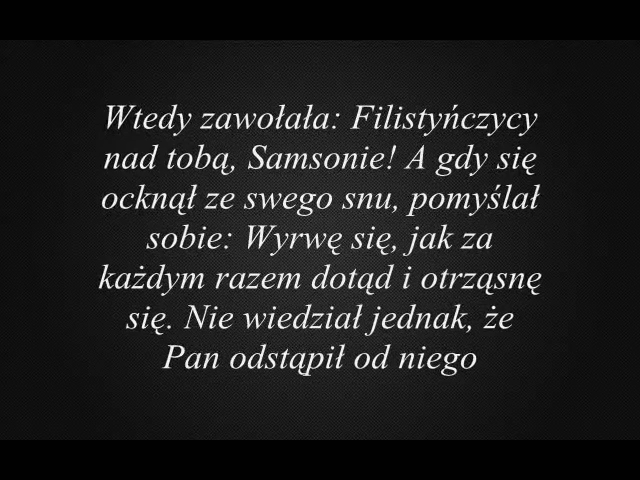 Wtedy zawołała: Filistyńczycy
nad tobą, Samsonie! A gdy się
ocknął ze swego snu, pomyślał
sobie: Wyrwę się, jak za
każdym razem dotąd i otrząsnę
się. Nie wiedział jednak, że
Pan odstąpił od niego